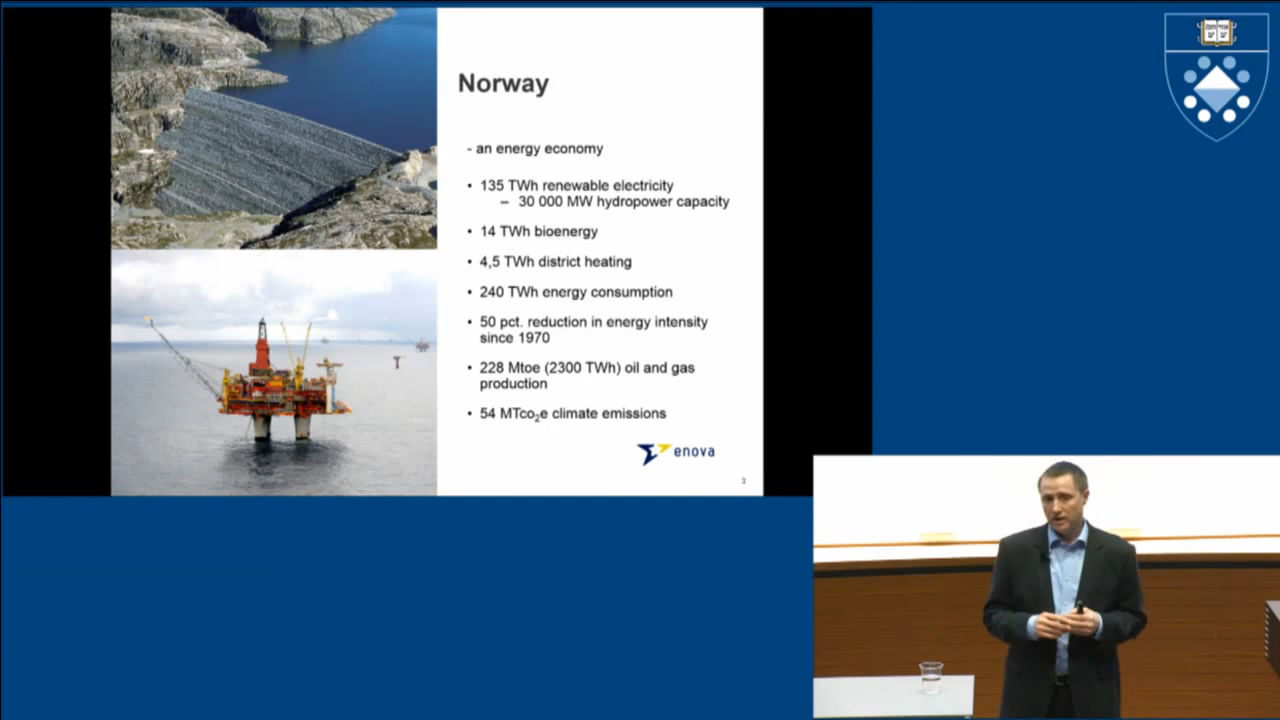 Norway
- an energy economy
• 135 TWh renewable electricity
– 30 000 MW hydropower capacity
• 14 TWh bioenergy
• 4,5 TWh district heating
• 240 TWh energy consumption
• 50 pct. reduction in energy intensity
since 1970
• 228 Mtoe (2300 TWh) oil and gas
production
• 54 MTco₂e climate emissions
enova
3